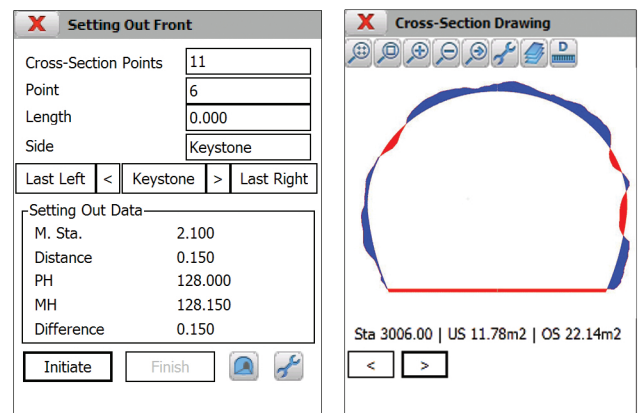 Setting Out Front
Cross-Section Points 11
Point 6
Length 0.000
Side Keystone
Last Left < Keystone > Last Right
Setting Out Data
M. Sta. 2.100
Distance 0.150
PH 128.000
MH 128.150
Difference 0.150
Initiate Finish
Cross-Section Drawing
D
Sta 3006.00 | US 11.78m2 | OS 22.14m2
< >